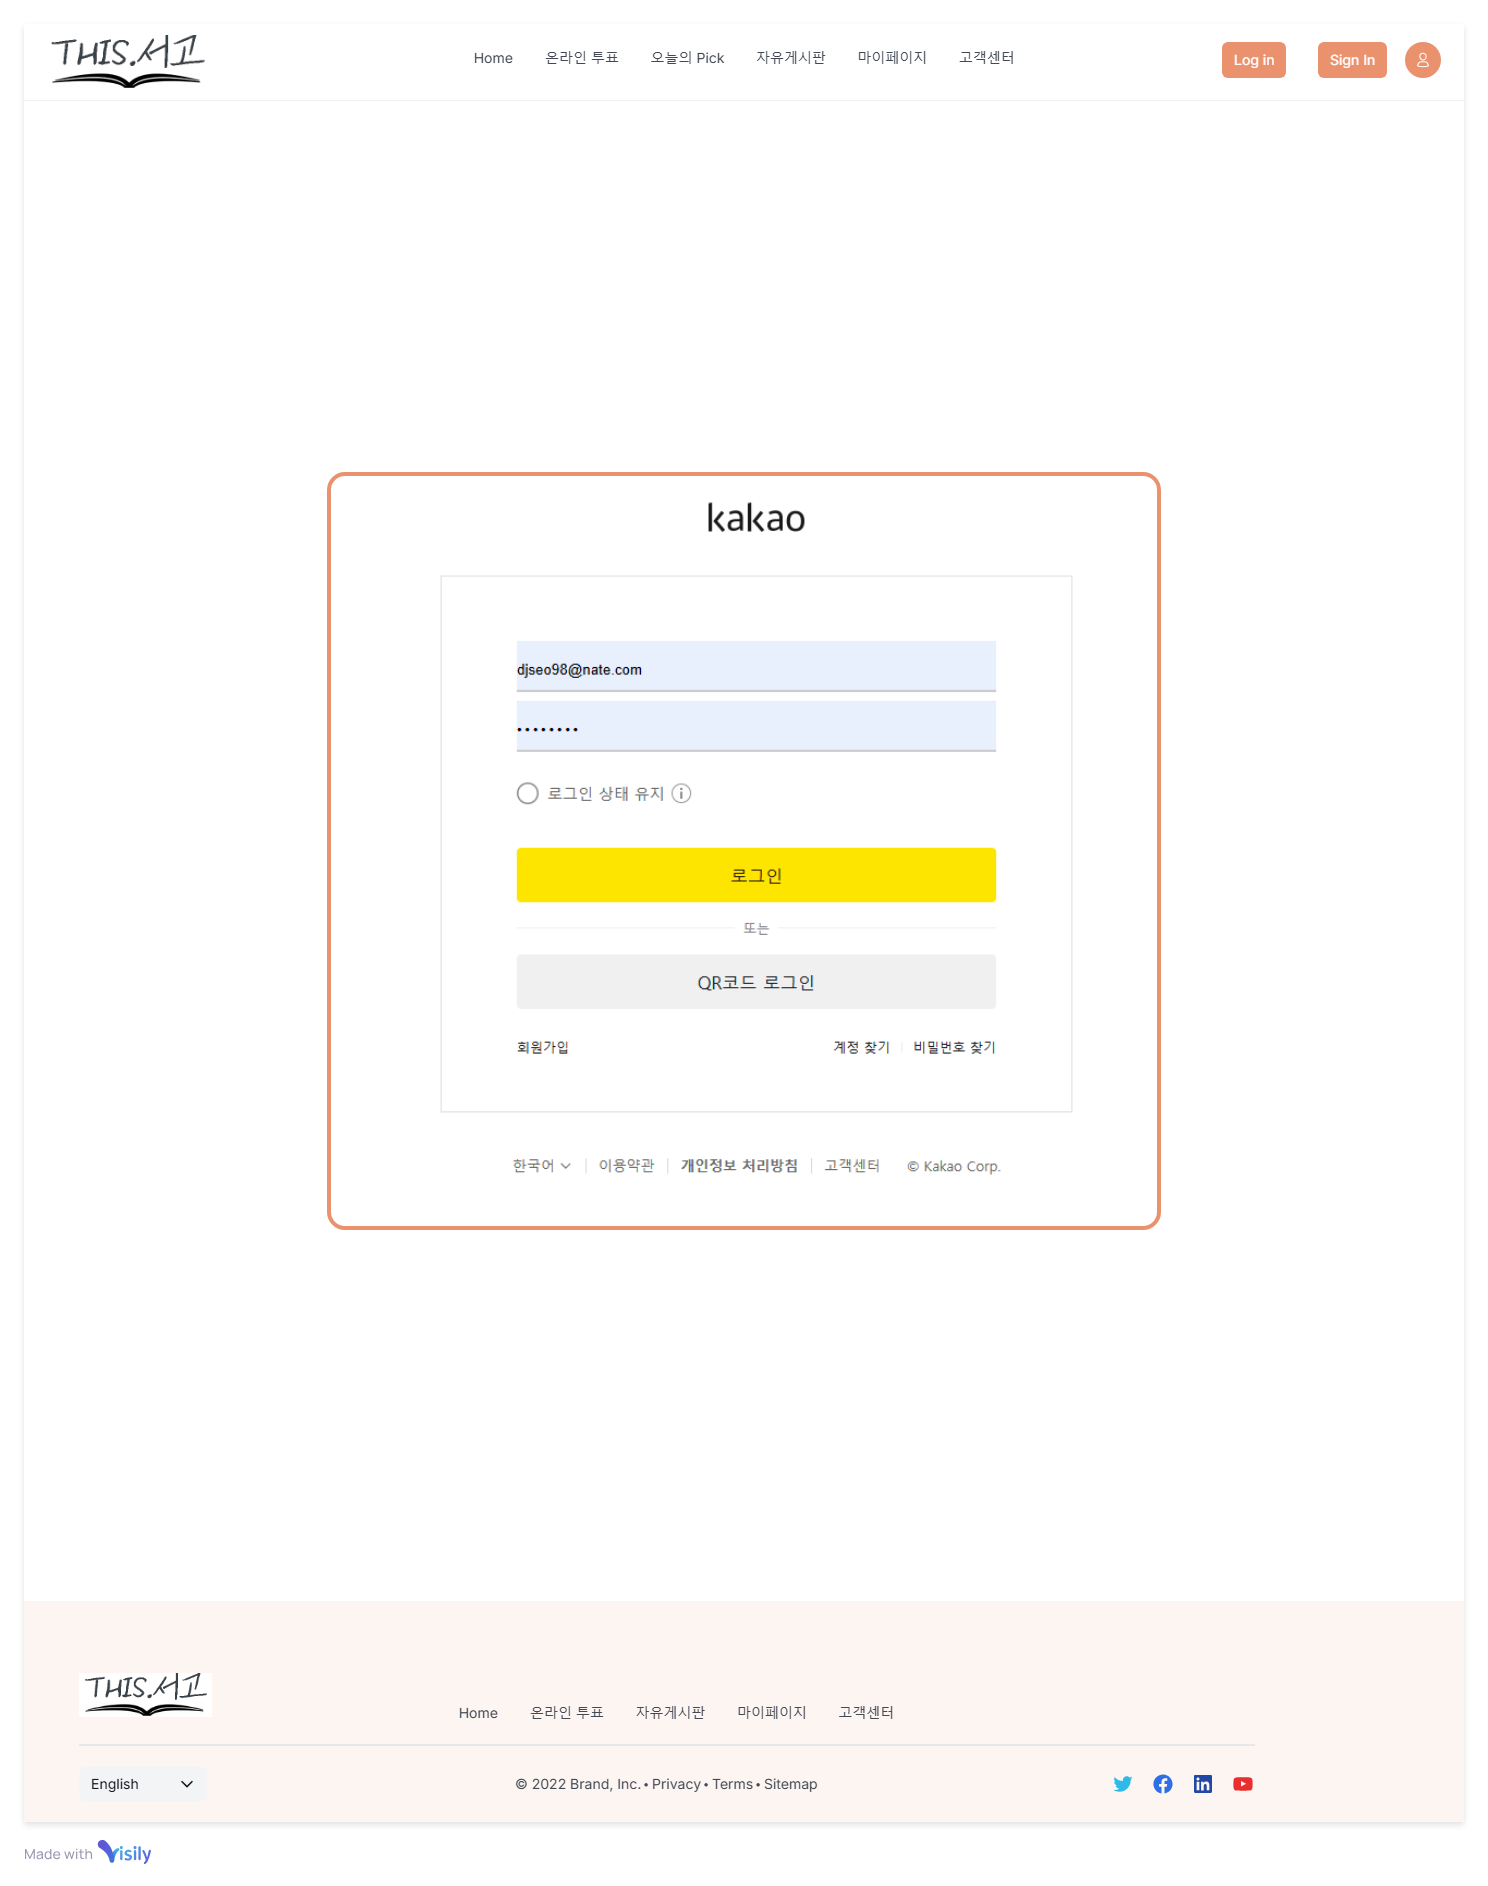 THIS.서고
Home 온라인 투표 오늘의 Pick 자유게시판 마이페이지 고객센터
Log in Sign In
kakao
djseo98@nate.com
••••••••
로그인 상태 유지
로그인
또는
QR코드 로그인
회원가입 계정 찾기 비밀번호 찾기
한국어 이용약관 개인정보 처리방침 고객센터 © Kakao Corp.
THIS.서고
Home 온라인 투표 자유게시판 마이페이지 고객센터
English © 2022 Brand, Inc. • Privacy • Terms • Sitemap
Made with Visily